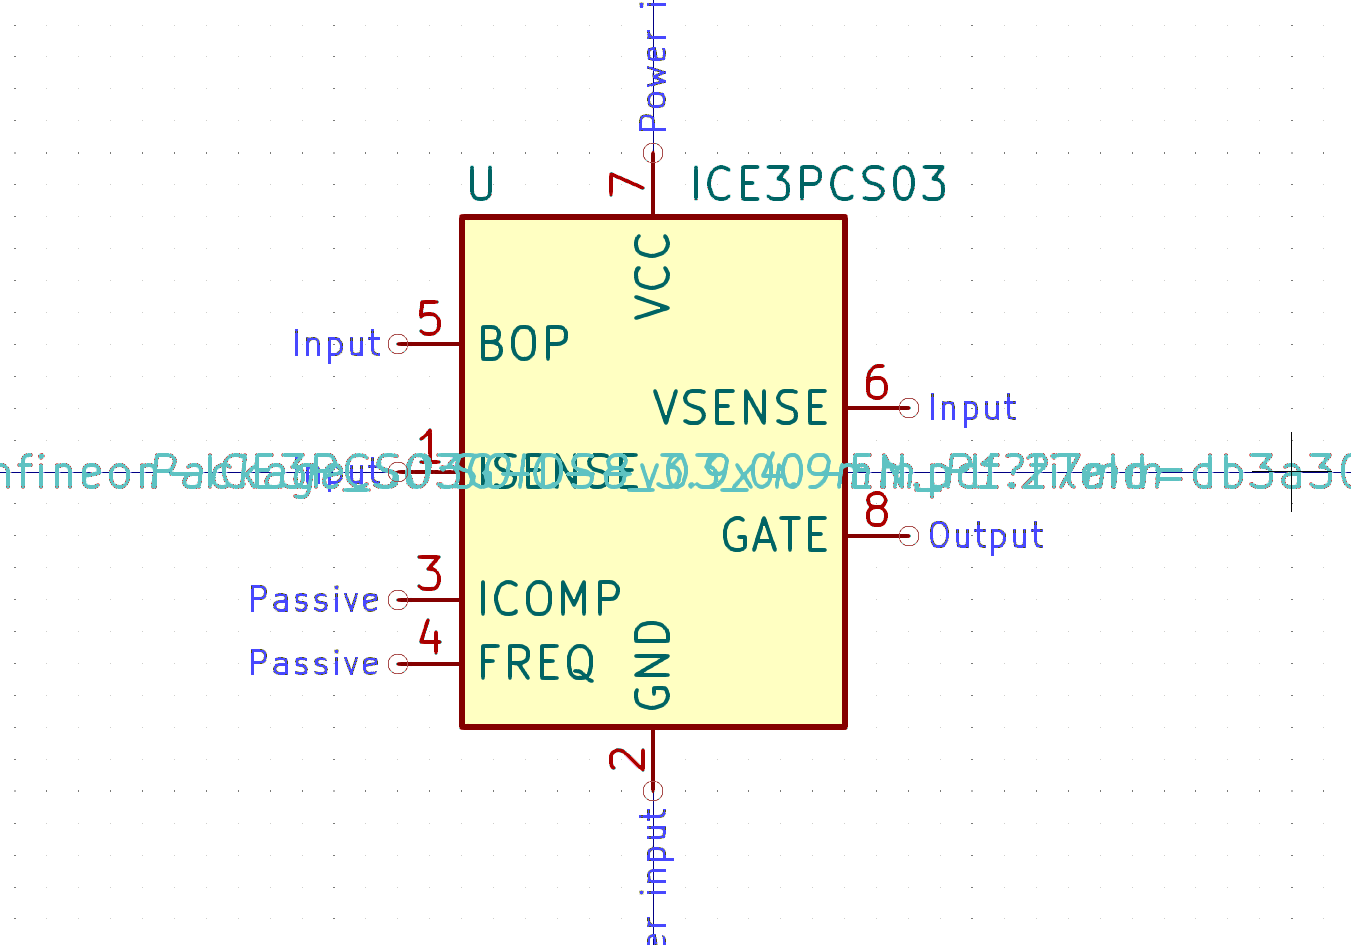 Power i
U
7
ICE3PCS03
VCC
5
Input
BOP
6
VSENSE
Input
1
Input
ISENSE
8
GATE
Output
3
Passive
ICOMP
4
Passive
FREQ
GND
2
er input